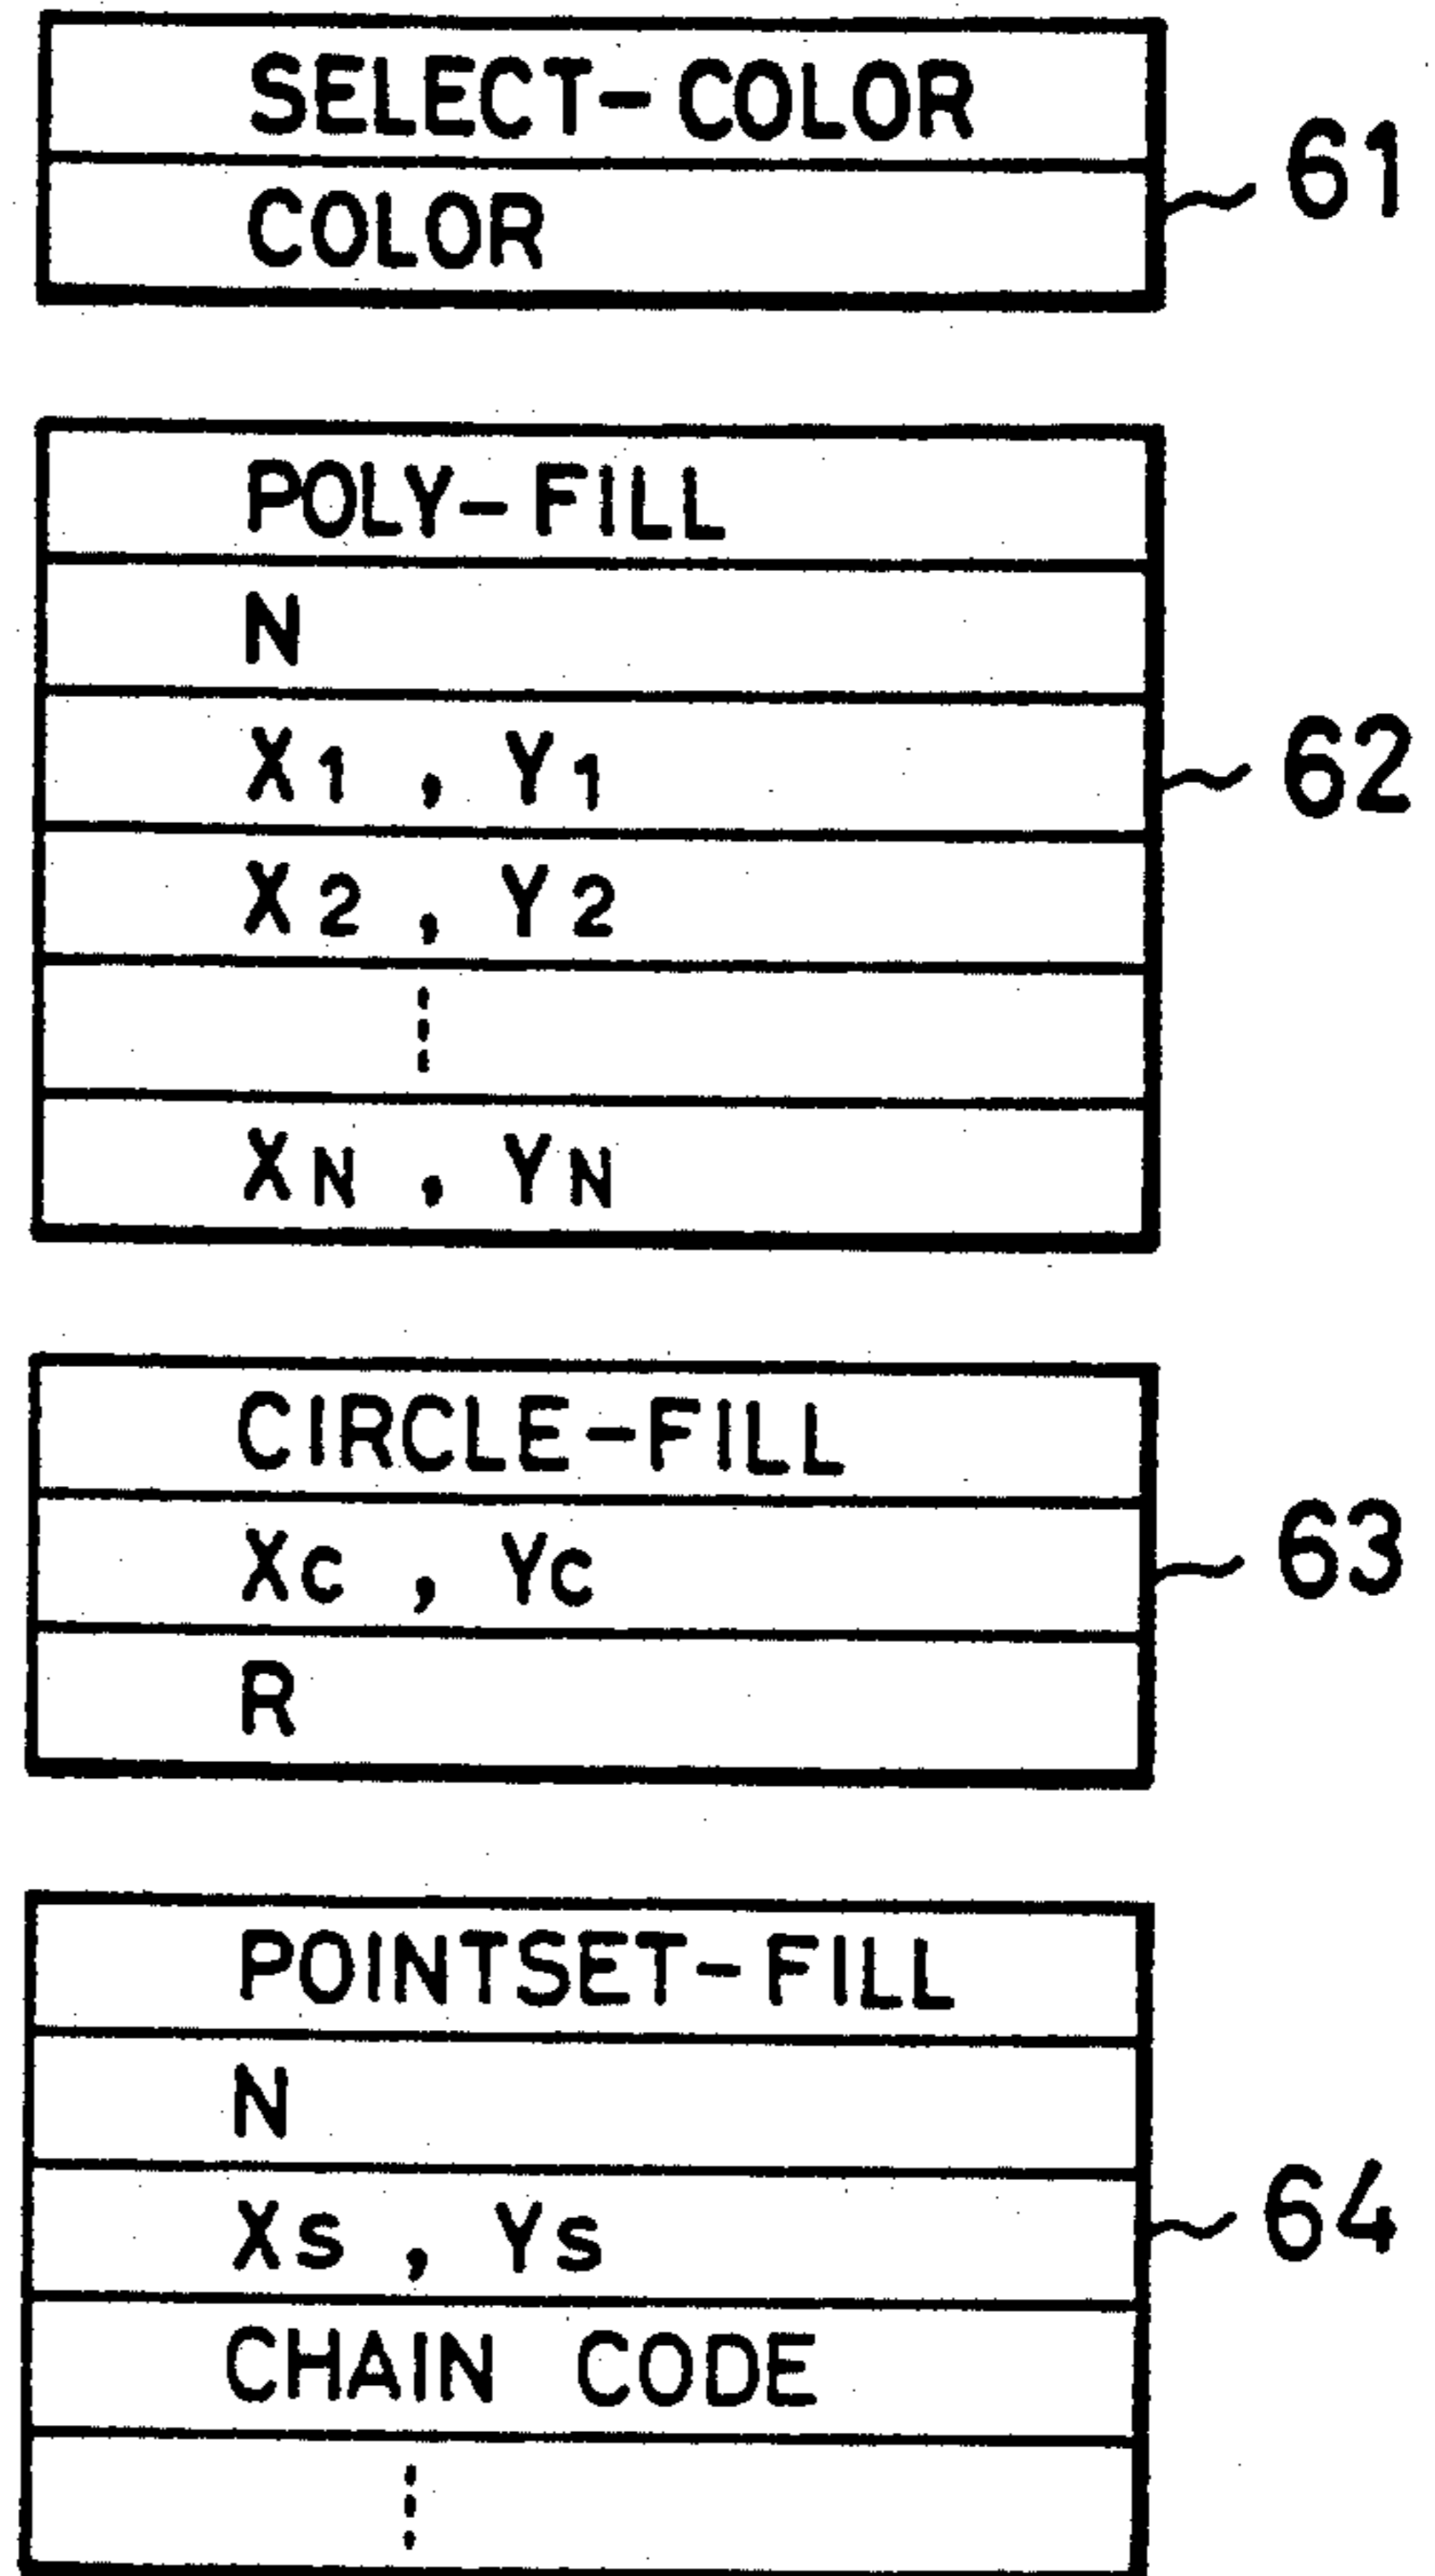 SELECT-COLOR
COLOR
61
POLY-FILL
N
X1 , Y1
X2 , Y2
XN , YN
62
CIRCLE-FILL
Xc , Yc
R
63
POINTSET-FILL
N
Xs , Ys
CHAIN CODE
64